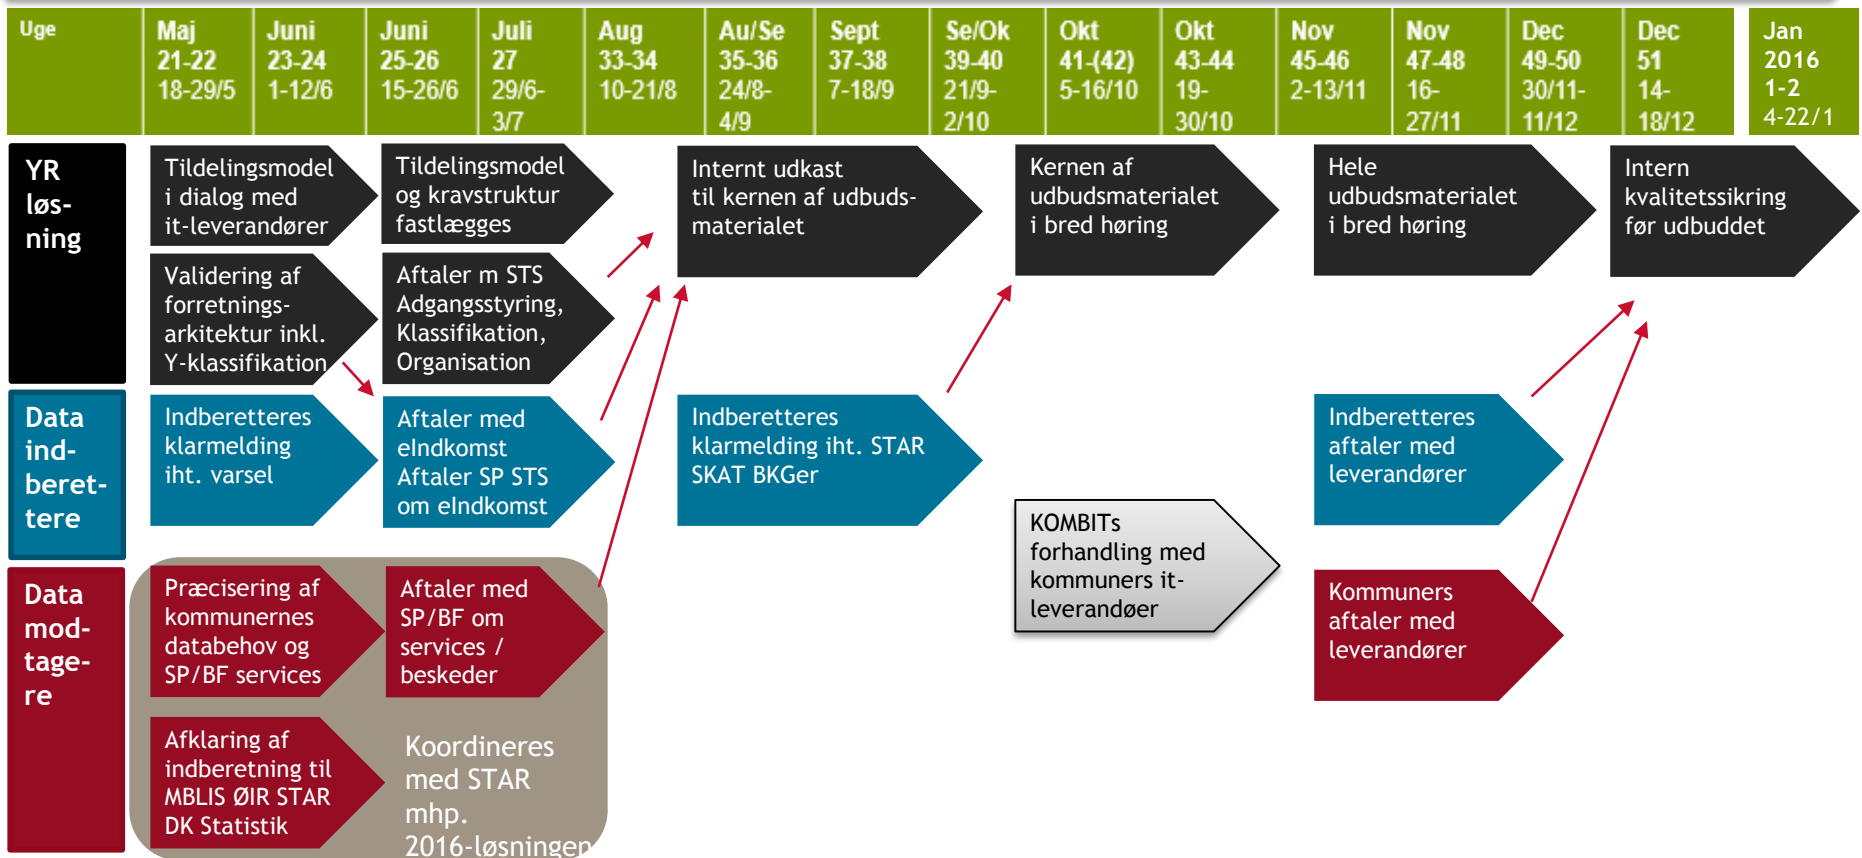 Uge
Maj
21-22
18-29/5
Juni
23-24
1-12/6
Juni
25-26
15-26/6
Juli
27
29/6-
3/7
Aug
33-34
10-21/8
Au/Se
35-36
24/8-
4/9
Sept
37-38
7-18/9
Se/Ok
39-40
21/9-
2/10
Okt
41-(42)
5-16/10
Okt
43-44
19-
30/10
Nov
45-46
2-13/11
Nov
47-48
16-
27/11
Dec
49-50
30/11-
11/12
Dec
51
14-
18/12
Jan
2016
1-2
4-22/1
YR
løs-
ning
Tildelingsmodel
i dialog med
it-leverandører
Tildelingsmodel
og kravstruktur
fastlægges
Internt udkast
til kernen af udbuds-
materialet
Kernen af
udbudsmaterialet
i bred høring
Hele
udbudsmaterialet
i bred høring
Intern
kvalitetssikring
før udbuddet
Validering af
forretnings-
arkitektur inkl.
Y-klassifikation
Aftaler m STS
Adgangsstyring,
Klassifikation,
Organisation
Data
ind-
beret-
tere
Indberetteres
klarmelding
iht. varsel
Aftaler med
eIndkomst
Aftaler SP STS
om eIndkomst
Indberetteres
klarmelding iht. STAR
SKAT BKGer
Indberetteres
aftaler med
leverandører
KOMBITs
forhandling med
kommuners it-
leverandøer
Data
mod-
tage-
re
Præcisering af
kommunernes
databehov og
SP/BF services
Aftaler med
SP/BF om
services /
beskeder
Kommuners
aftaler med
leverandører
Afklaring af
indberetning til
MBLIS ØIR STAR
DK Statistik
Koordineres
med STAR
mhp.
2016-løsningen